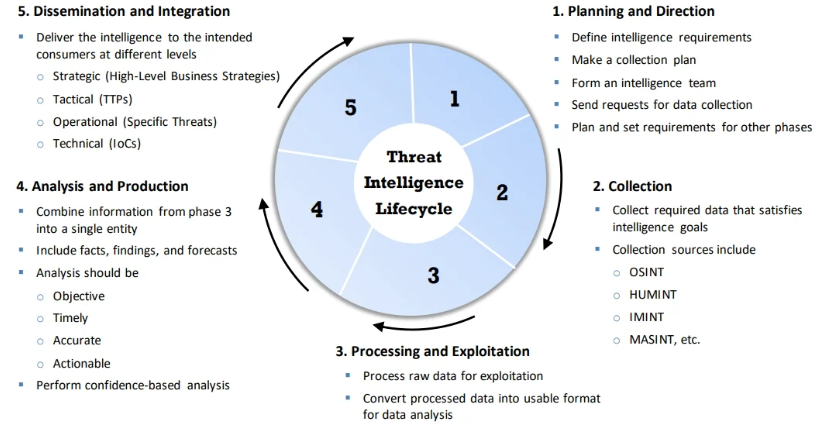 5. Dissemination and Integration
Deliver the intelligence to the intended
consumers at different levels
Strategic (High-Level Business Strategies)
Tactical (TTPs)
Operational (Specific Threats)
Technical (IoCs)
1. Planning and Direction
Define intelligence requirements
Make a collection plan
Form an intelligence team
Send requests for data collection
Plan and set requirements for other phases
5
1
Threat
Intelligence
Lifecycle
4
2
3
4. Analysis and Production
Combine information from phase 3
into a single entity
Include facts, findings, and forecasts
Analysis should be
Objective
Timely
Accurate
Actionable
Perform confidence-based analysis
2. Collection
Collect required data that satisfies
intelligence goals
Collection sources include
OSINT
HUMINT
IMINT
MASINT, etc.
3. Processing and Exploitation
Process raw data for exploitation
Convert processed data into usable format
for data analysis